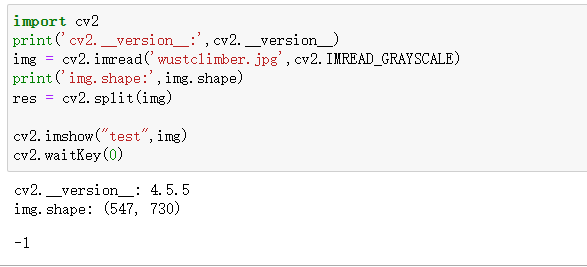 import cv2
print('cv2.__version__:',cv2.__version__)
img = cv2.imread('wustclimber.jpg',cv2.IMREAD_GRAYSCALE)
print('img.shape:',img.shape)
res = cv2.split(img)
cv2.imshow("test",img)
cv2.waitKey(0)
cv2.__version__: 4.5.5
img.shape: (547, 730)
-1